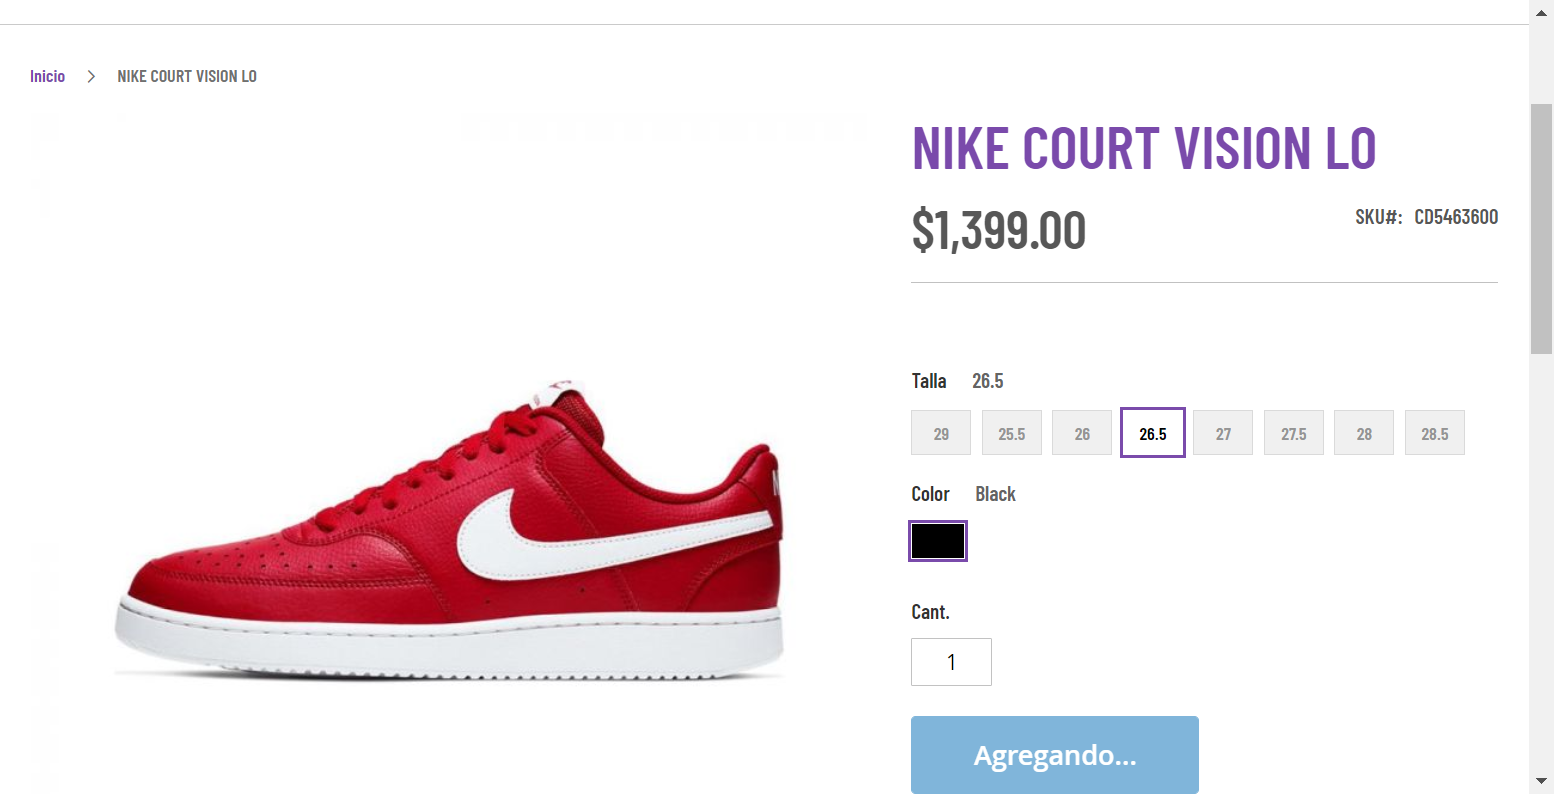 Inicio > NIKE COURT VISION LO
NIKE COURT VISION LO
$1,399.00
SKU#: CD5463600
Talla 26.5
29 25.5 26 26.5 27 27.5 28 28.5
Color Black
Cant.
1
Agregando...